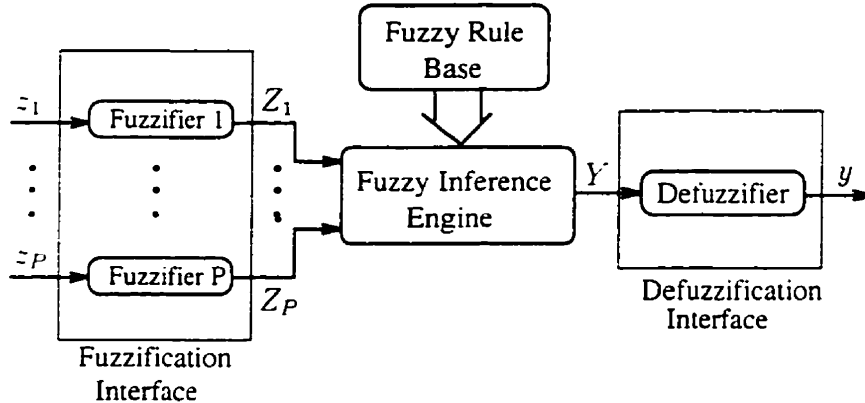 Fuzzy Rule
Base
z1
Fuzzifier 1
Z1
Fuzzy Inference
Engine
Y
Defuzzifier
y
zP
Fuzzifier P
ZP
Defuzzification
Interface
Fuzzification
Interface